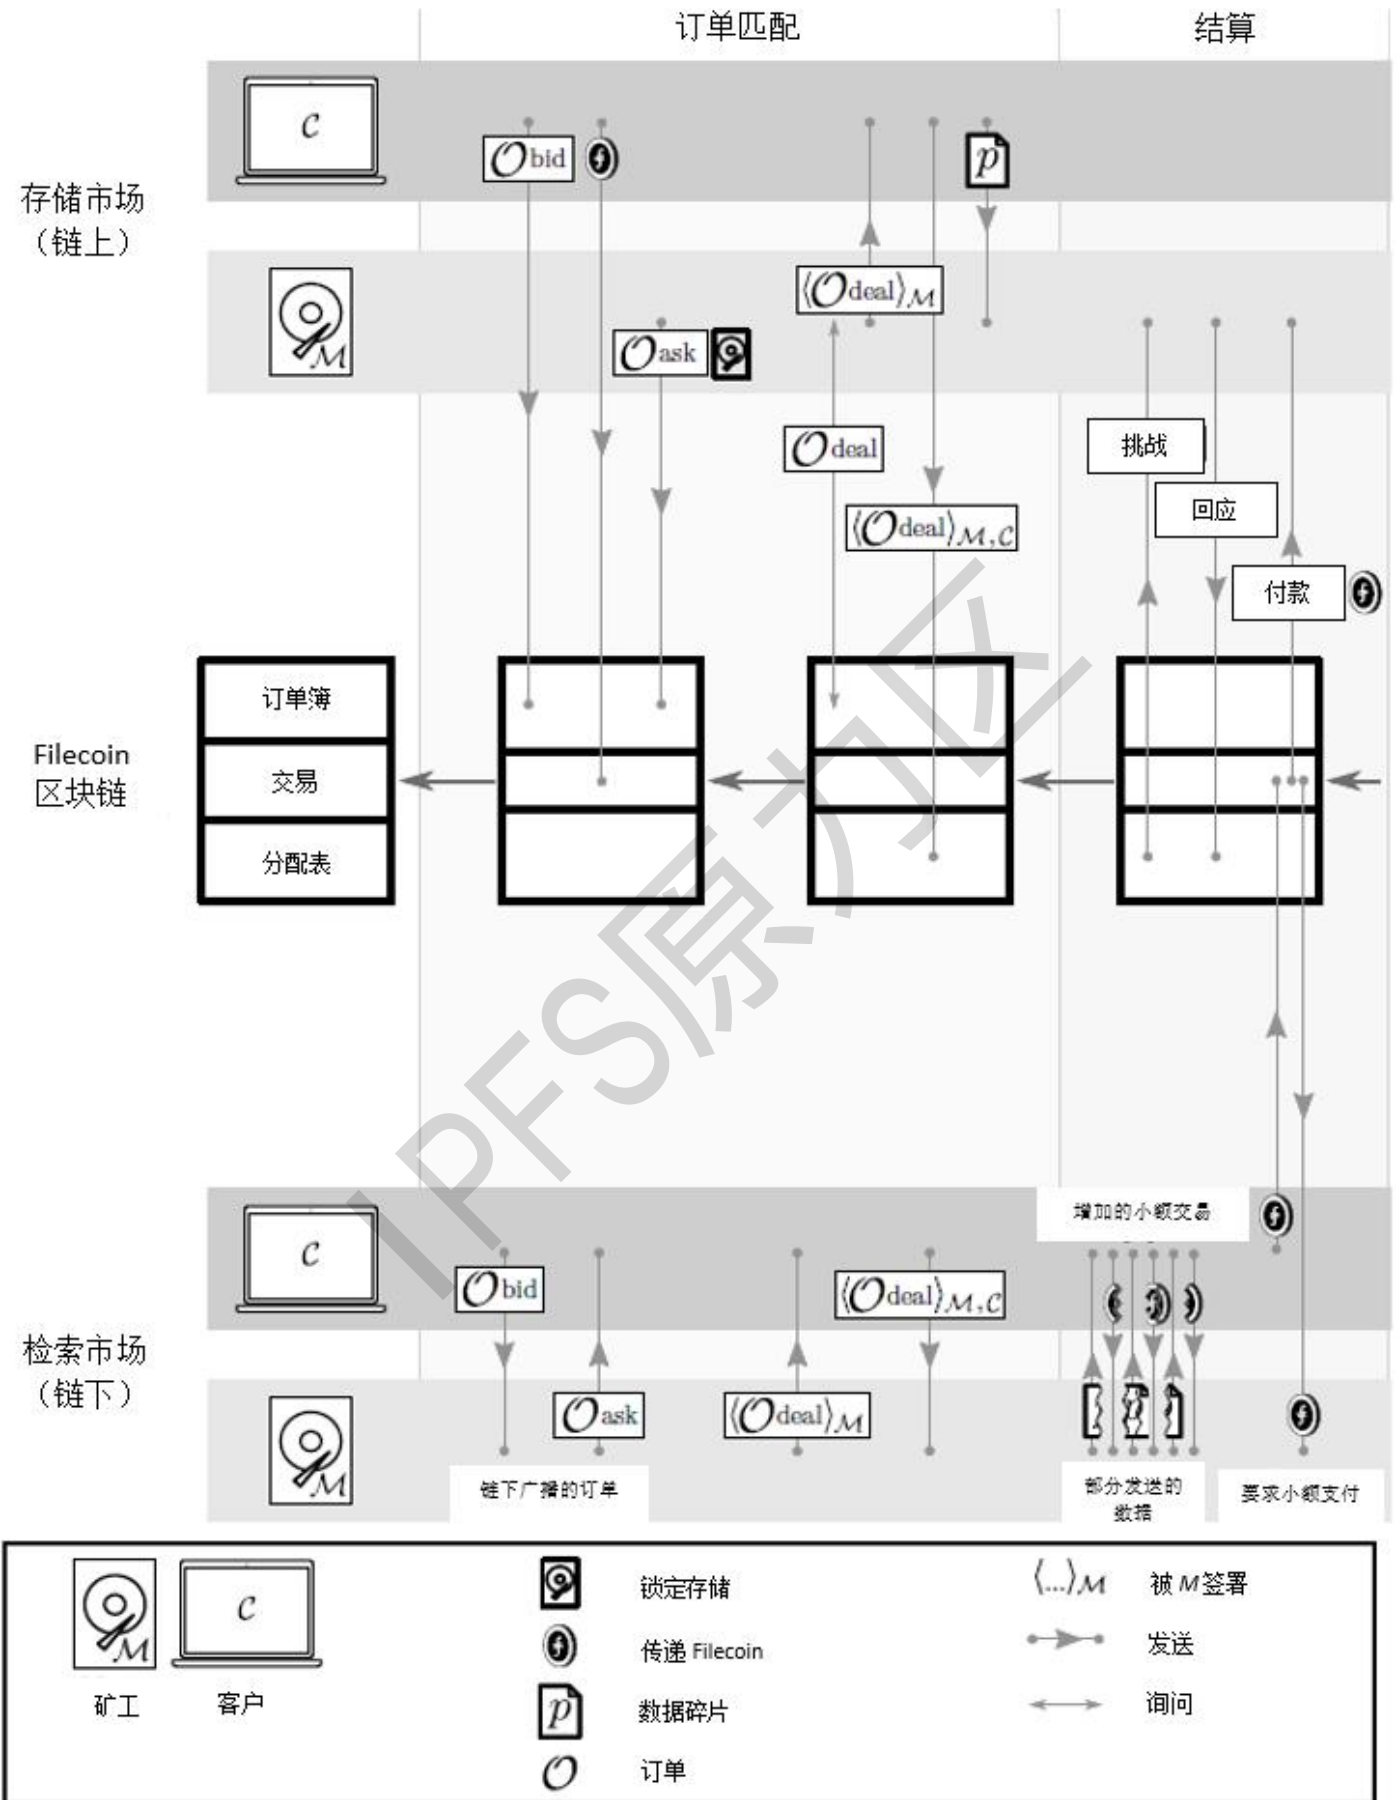 订单匹配
结算
C
存储市场
（链上）
O bid
p
M
⟨O deal⟩M
O ask
O deal
⟨O deal⟩M,C
挑战
回应
付款
Filecoin
区块链
订单簿
交易
分配表
IPFS原力区
C
增加的小额交易
O bid
⟨O deal⟩M,C
检索市场
（链下）
M
O ask
⟨O deal⟩M
链下广播的订单
部分发送的
数据
要求小额支付
M
C
矿工
客户
锁定存储
传递 Filecoin
p
数据碎片
O
订单
⟨...⟩M
被 M 签署
发送
询问